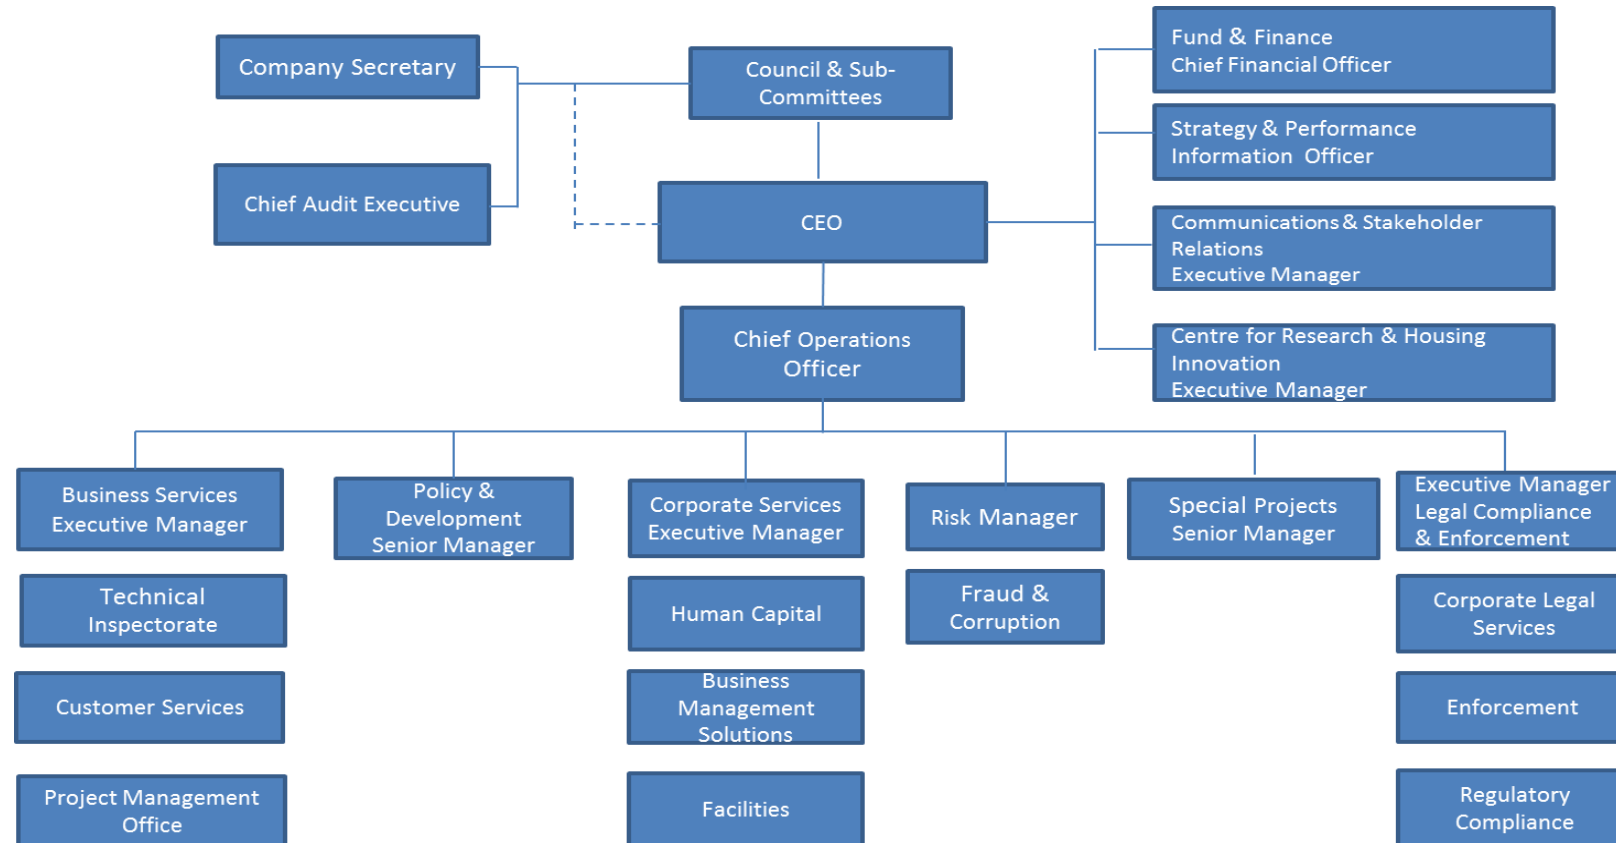 Company Secretary
Council & Sub-
Committees
Fund & Finance
Chief Financial Officer
Strategy & Performance
Information Officer
Chief Audit Executive
CEO
Communications & Stakeholder
Relations
Executive Manager
Chief Operations
Officer
Centre for Research & Housing
Innovation
Executive Manager
Business Services
Executive Manager
Policy &
Development
Senior Manager
Corporate Services
Executive Manager
Risk Manager
Special Projects
Senior Manager
Executive Manager
Legal Compliance
& Enforcement
Technical
Inspectorate
Human Capital
Fraud &
Corruption
Corporate Legal
Services
Customer Services
Business
Management
Solutions
Enforcement
Project Management
Office
Facilities
Regulatory
Compliance